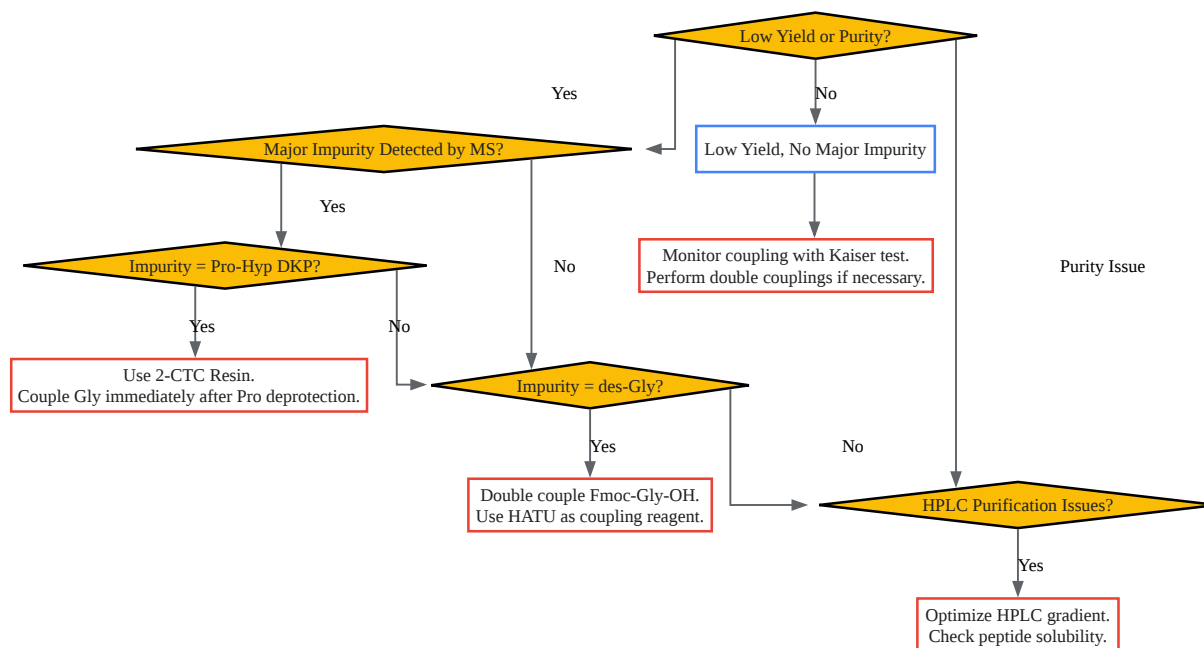 Low Yield or Purity?
Yes
No
Major Impurity Detected by MS?
Low Yield, No Major Impurity
Yes
Monitor coupling with Kaiser test.
Perform double couplings if necessary.
Impurity = Pro-Hyp DKP?
No
Purity Issue
Yes
No
Use 2-CTC Resin.
Couple Gly immediately after Pro deprotection.
Impurity = des-Gly?
Yes
No
Double couple Fmoc-Gly-OH.
Use HATU as coupling reagent.
HPLC Purification Issues?
Yes
Optimize HPLC gradient.
Check peptide solubility.